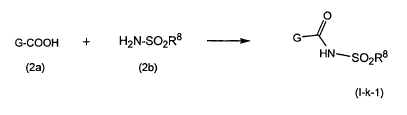 G-COOH + H₂N-SO₂R⁸
(2a) (2b)
O
G
HN
SO₂R⁸
(I-k-1)